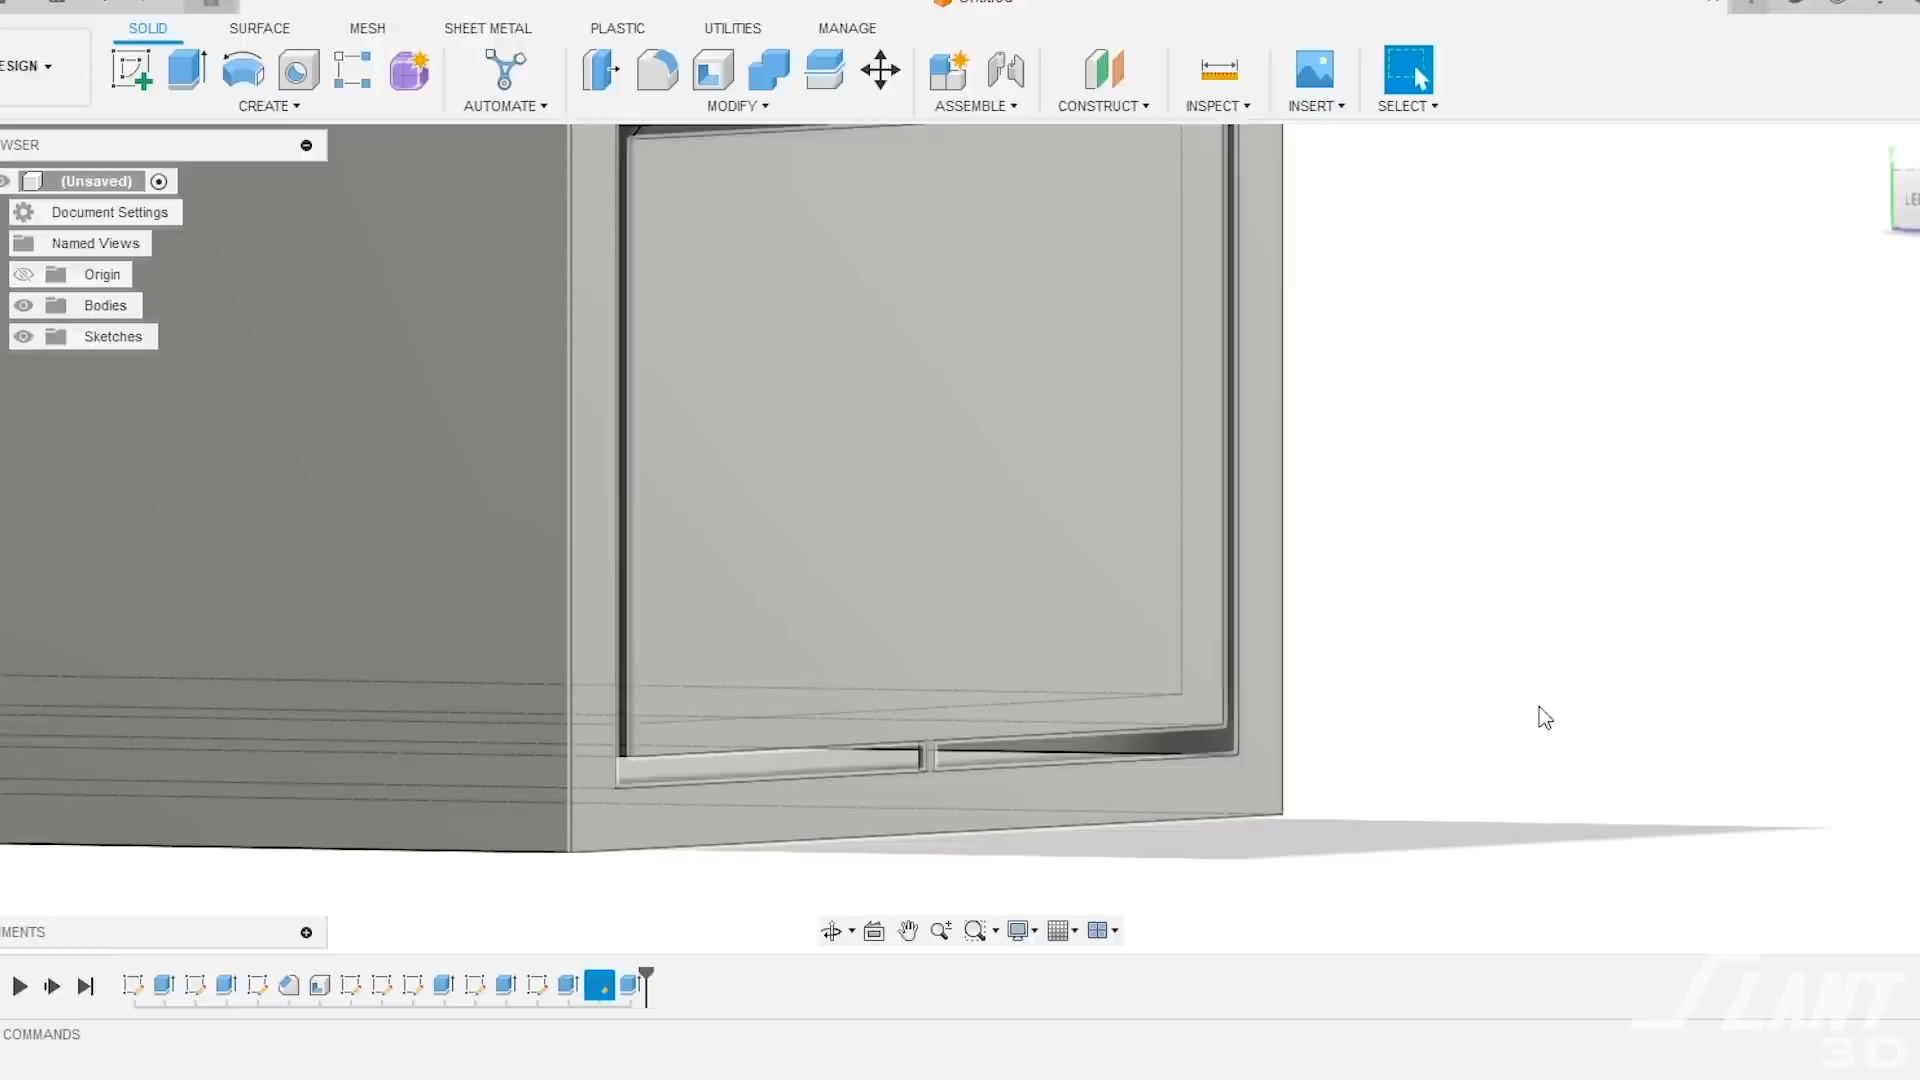 SOLID
SURFACE
MESH
SHEET METAL
PLASTIC
UTILITIES
MANAGE
ESIGN
CREATE
AUTOMATE
MODIFY
ASSEMBLE
CONSTRUCT
INSPECT
INSERT
SELECT
WSER
(Unsaved)
Document Settings
Named Views
Origin
Bodies
Sketches
MENTS
COMMANDS
3D